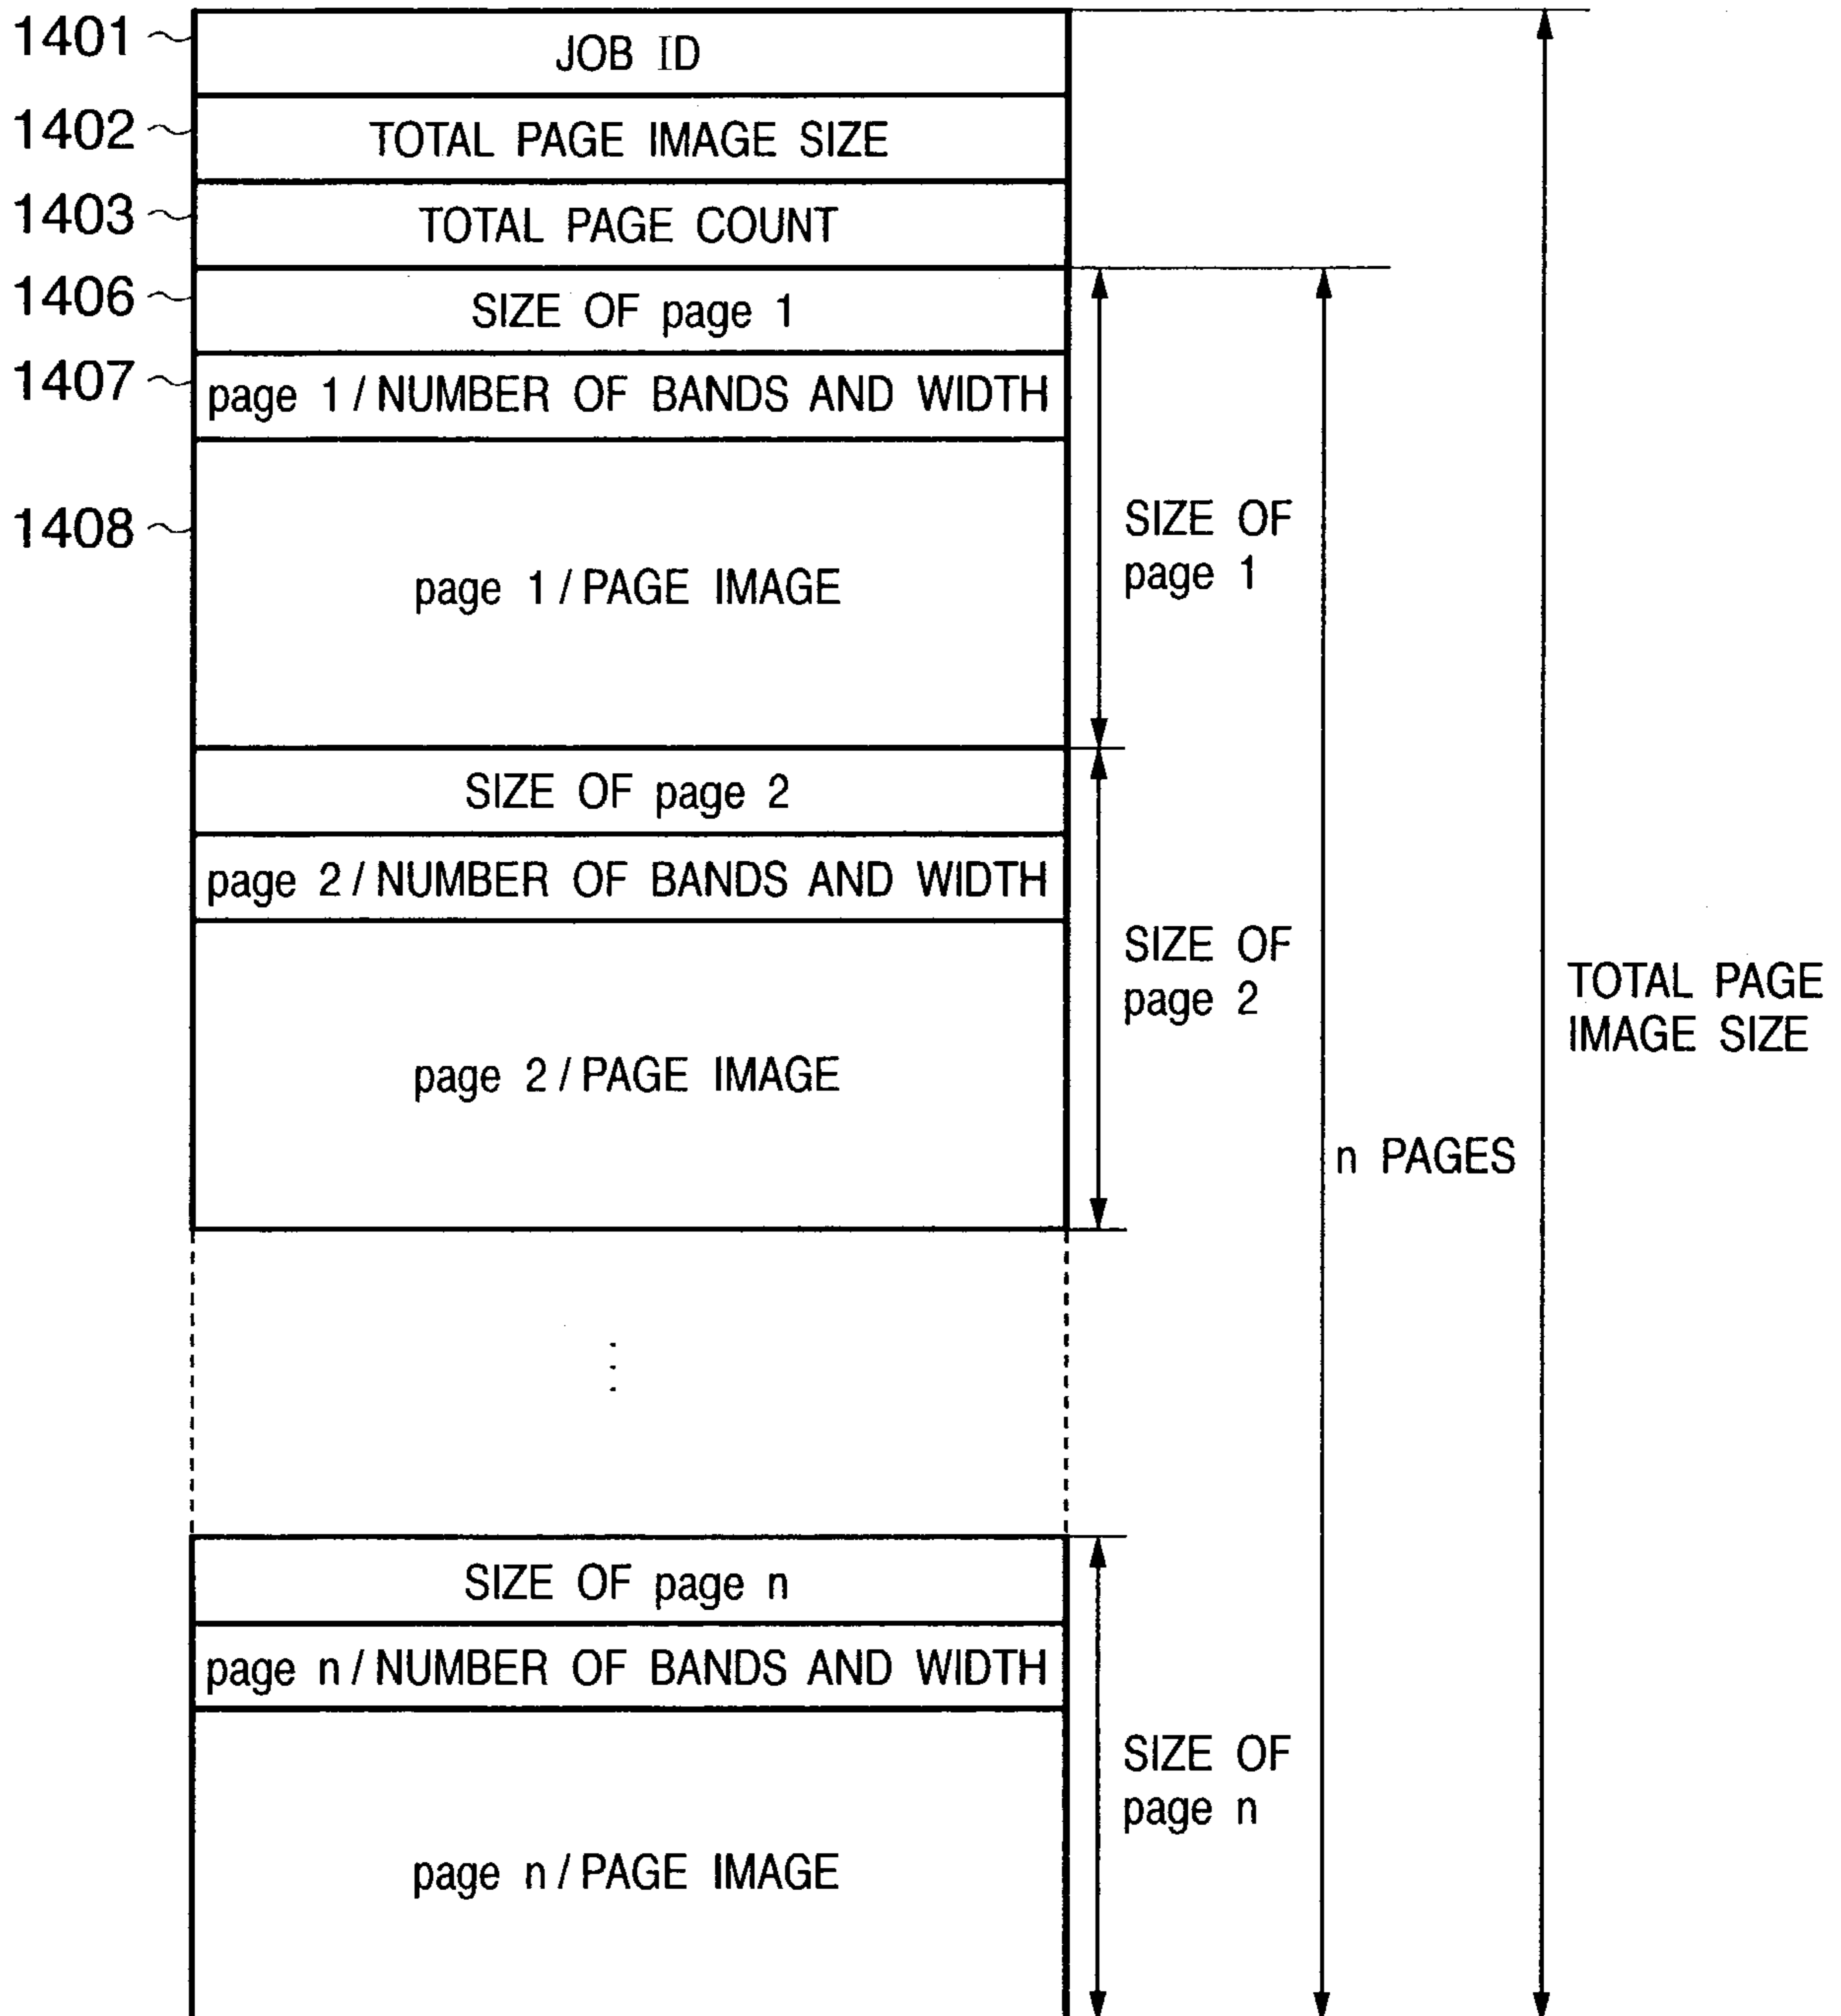 1401
JOB ID
1402
TOTAL PAGE IMAGE SIZE
1403
TOTAL PAGE COUNT
1406
SIZE OF page 1
1407
page 1 / NUMBER OF BANDS AND WIDTH
1408
page 1 / PAGE IMAGE
SIZE OF
page 1
SIZE OF page 2
page 2 / NUMBER OF BANDS AND WIDTH
page 2 / PAGE IMAGE
SIZE OF
page 2
TOTAL PAGE
IMAGE SIZE
n PAGES
SIZE OF page n
page n / NUMBER OF BANDS AND WIDTH
page n / PAGE IMAGE
SIZE OF
page n